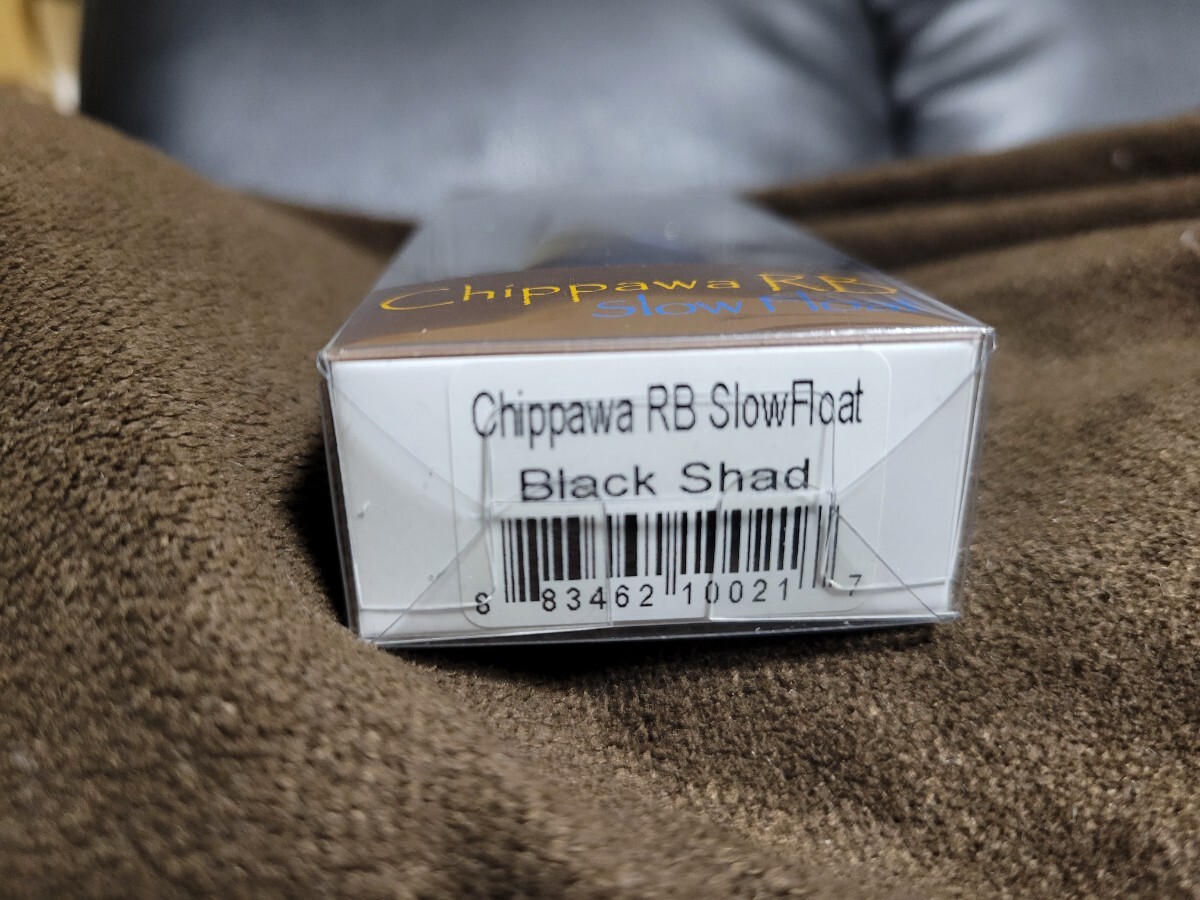 Chippawa RB
Slow Float
Chippawa RB SlowFloat
Black Shad
8 83462 10021 7